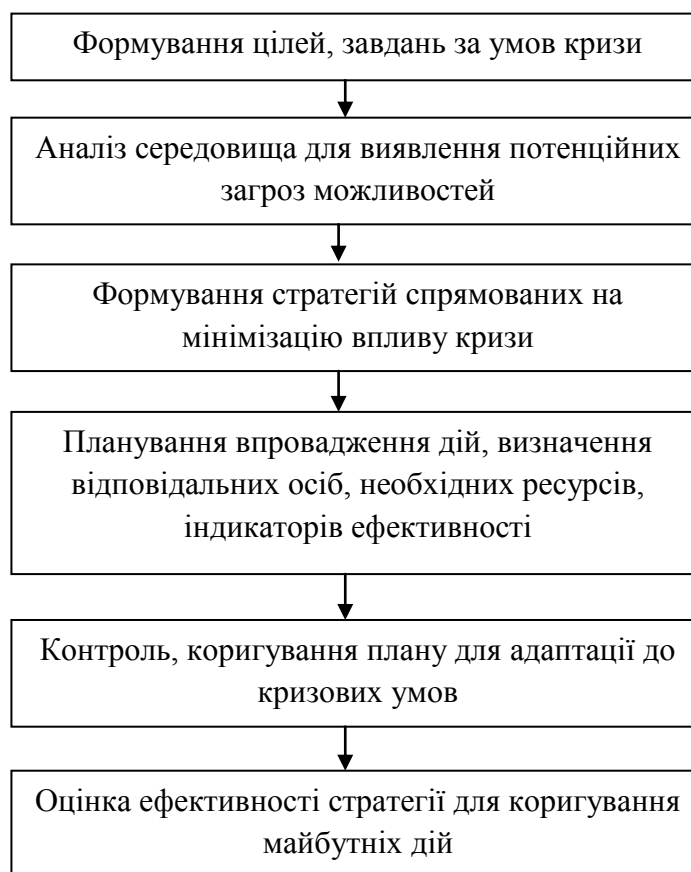 Формування цілей, завдань за умов кризи
Аналіз середовища для виявлення потенційних
загроз можливостей
Формування стратегій спрямованих на
мінімізацію впливу кризи
Планування впровадження дій, визначення
відповідальних осіб, необхідних ресурсів,
індикаторів ефективності
Контроль, коригування плану для адаптації до
кризових умов
Оцінка ефективності стратегії для коригування
майбутніх дій